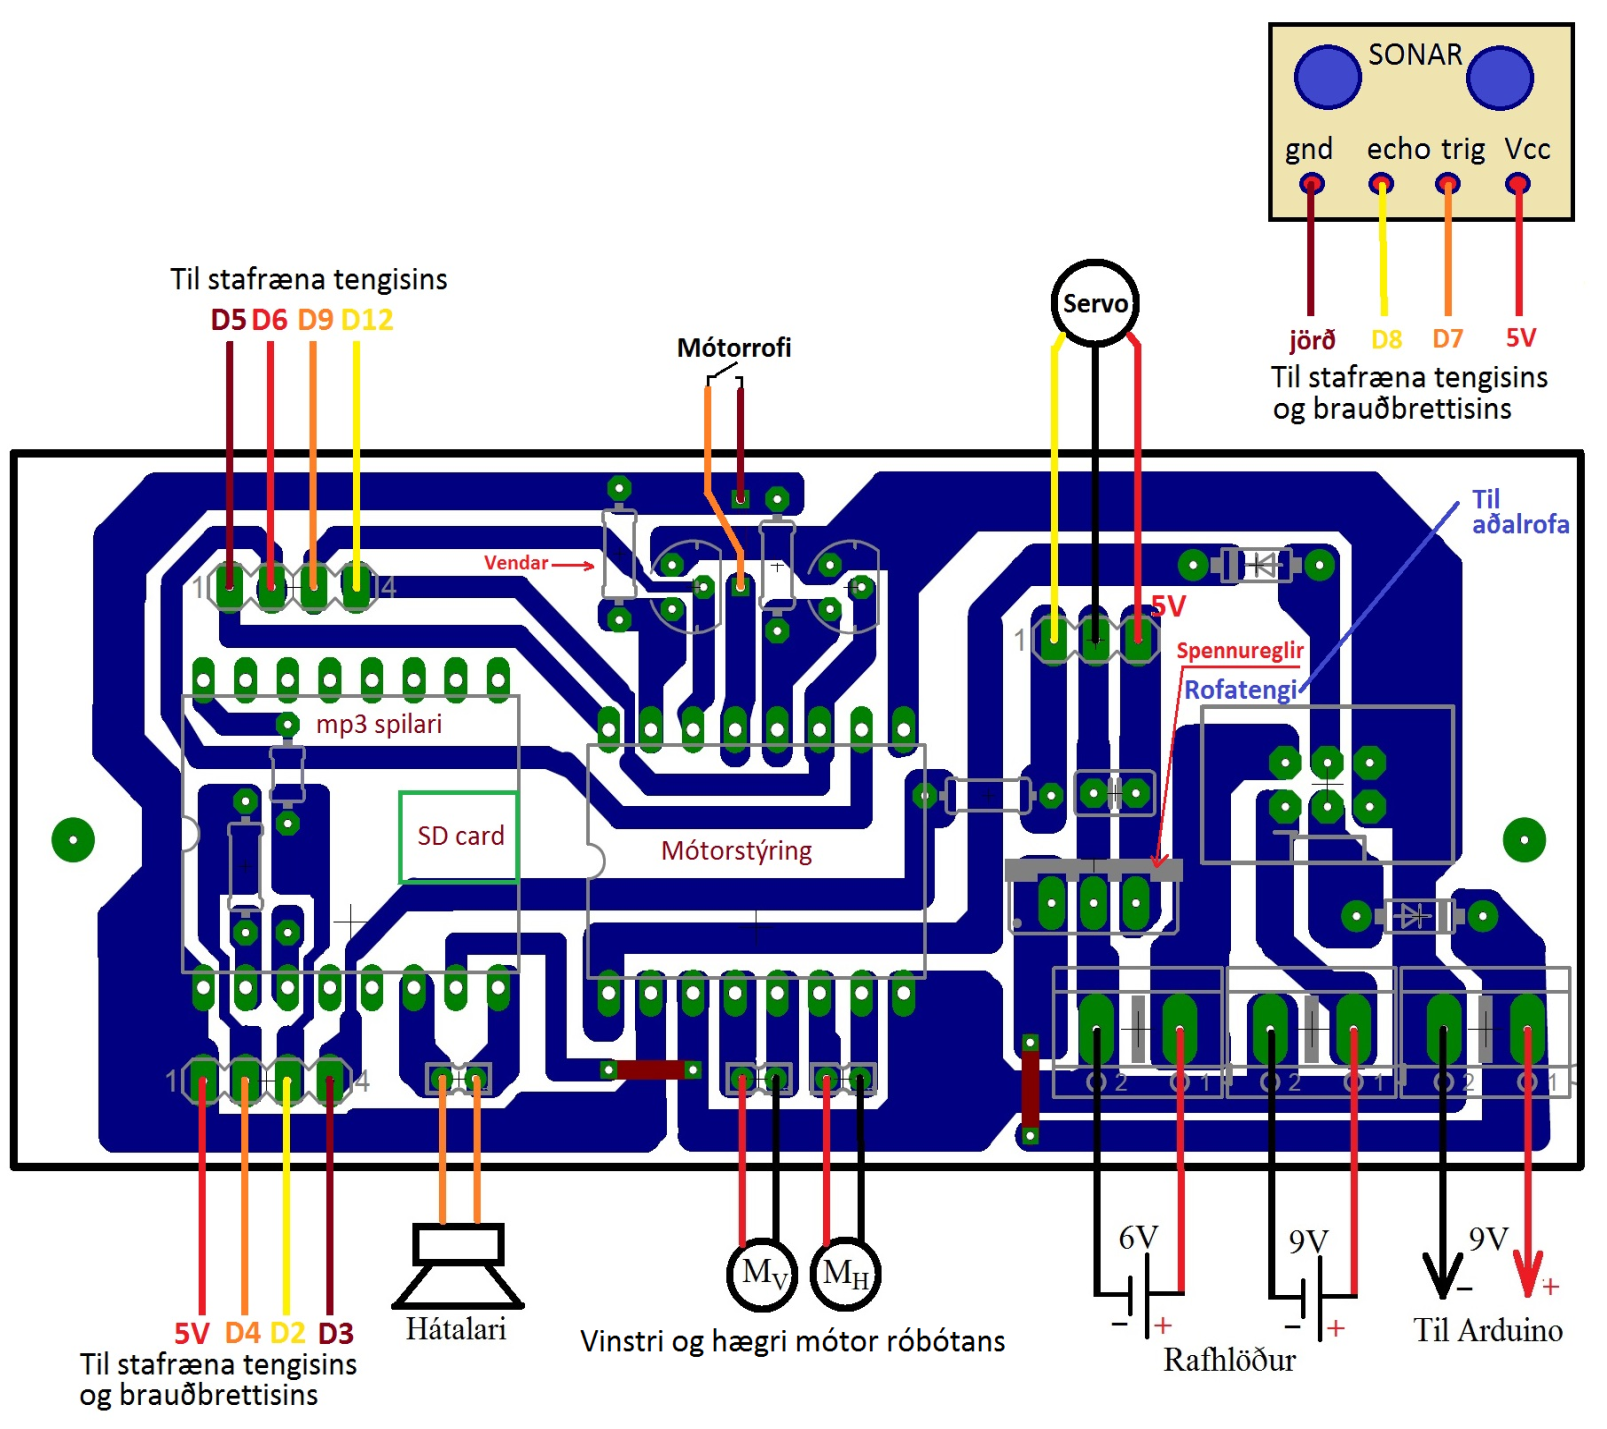 SONAR
gnd echo trig Vcc
jörð D8 D7 5V
Til stafræna tengisins
og brauðbrettisins
Til stafræna tengisins
D5 D6 D9 D12
Mótorrofi
Servo
Til
aðalrofa
Vendar
1 4
1
5V
Spennureglir
Rofatengi
mp3 spilari
SD card
Mótorstýring
1 4
2 1 2 1 2 1
6V
9V
9V
- +
- +
- +
MV MH
5V D4 D2 D3
Til stafræna tengisins
og brauðbrettisins
Hátalari
Vinstri og hægri mótor róbótans
Rafhlöður
Til Arduino